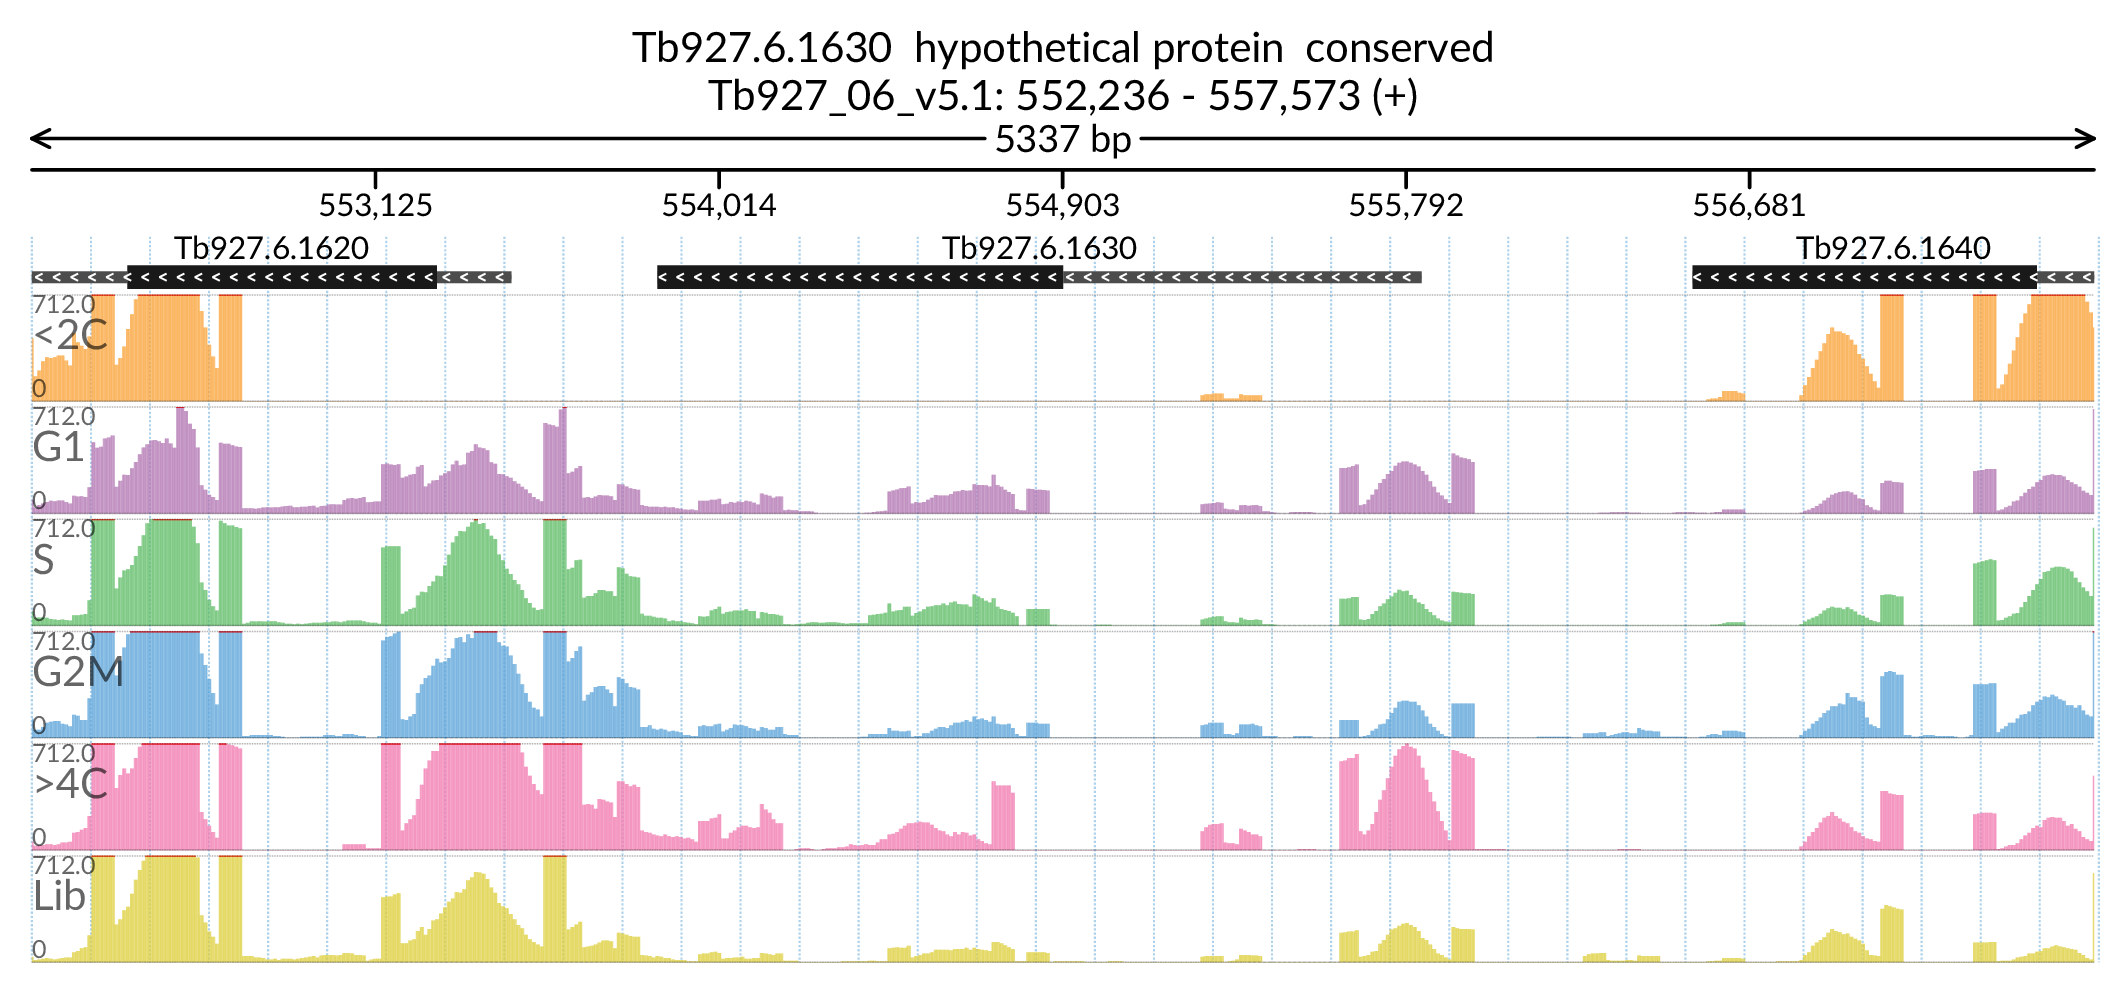 Tb927.6.1630  hypothetical protein  conserved
Tb927_06_v5.1: 552,236 - 557,573 (+)
5337 bp
553,125 554,014 554,903 555,792 556,681
Tb927.6.1620 Tb927.6.1630 Tb927.6.1640
712.0
<2C
0
712.0
G1
0
712.0
S
0
712.0
G2M
0
712.0
>4C
0
712.0
Lib
0